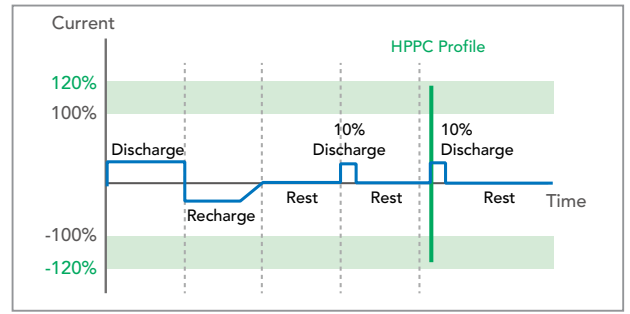 Current
HPPC Profile
120%
100%
10%
Discharge
10%
Discharge
Discharge
Rest
Rest
Rest
Time
Recharge
-100%
-120%